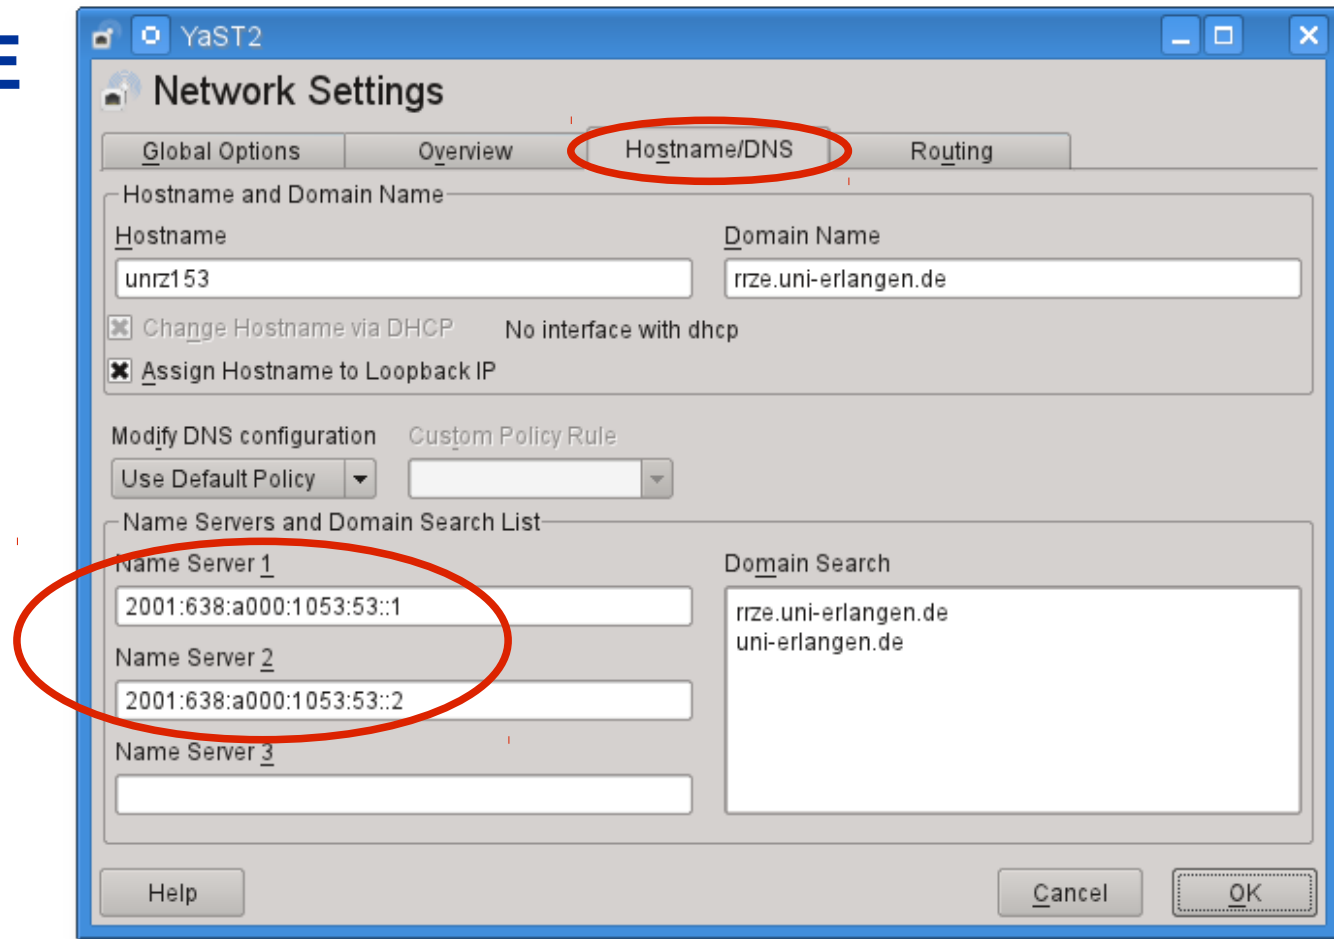 E
YaST2
Network Settings
Global Options Overview Hostname/DNS Routing
Hostname and Domain Name
Hostname Domain Name
unrz153 rrze.uni-erlangen.de
Change Hostname via DHCP No interface with dhcp
Assign Hostname to Loopback IP
Modify DNS configuration Custom Policy Rule
Use Default Policy
Name Servers and Domain Search List
Name Server 1 Domain Search
2001:638:a000:1053:53::1 rrze.uni-erlangen.de
uni-erlangen.de
Name Server 2
2001:638:a000:1053:53::2
Name Server 3
Help Cancel OK